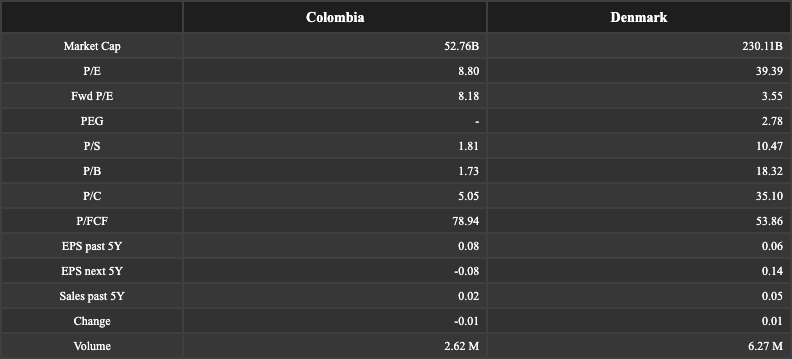 Colombia Denmark
Market Cap 52.76B 230.11B
P/E 8.80 39.39
Fwd P/E 8.18 3.55
PEG - 2.78
P/S 1.81 10.47
P/B 1.73 18.32
P/C 5.05 35.10
P/FCF 78.94 53.86
EPS past 5Y 0.08 0.06
EPS next 5Y -0.08 0.14
Sales past 5Y 0.02 0.05
Change -0.01 0.01
Volume 2.62 M 6.27 M